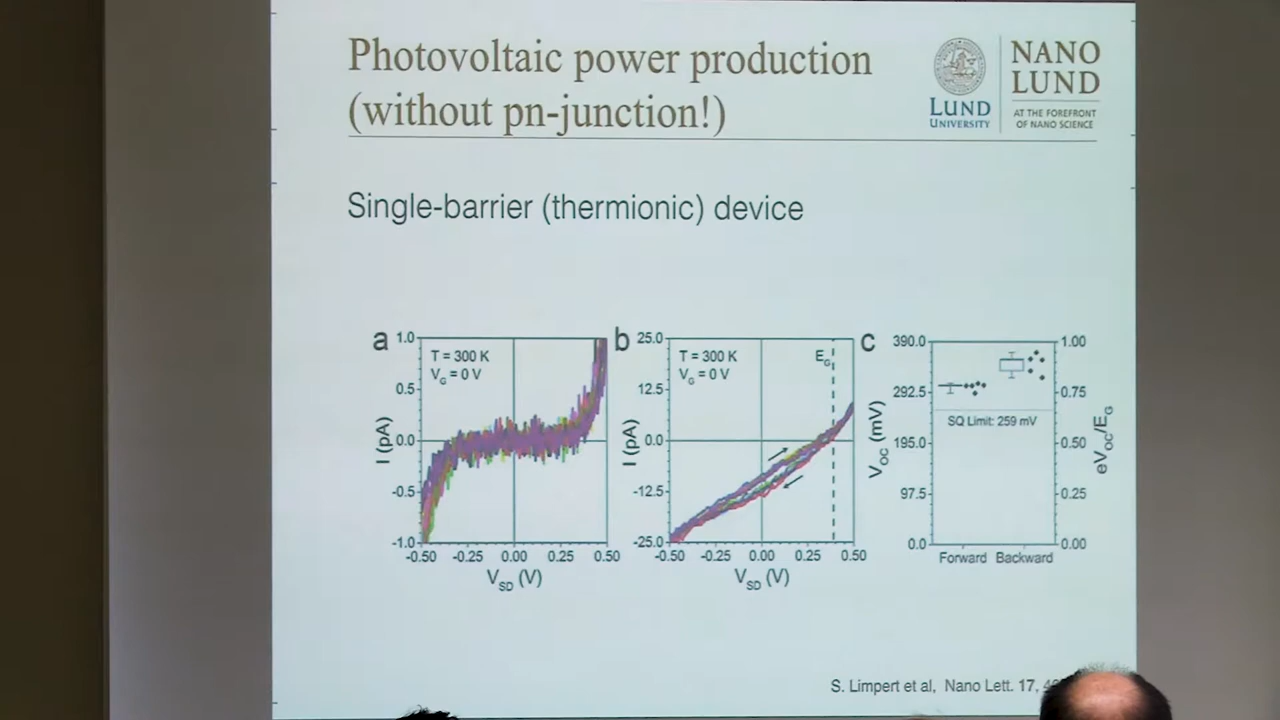 Photovoltaic power production
(without pn-junction!)
LUND
UNIVERSITY
NANO
LUND
AT THE FOREFRONT
OF NANO SCIENCE
Single-barrier (thermionic) device
a
I (pA)
1.0
0.5
0.0
-0.5
-1.0
T = 300 K
V_G = 0 V
-0.50 -0.25 0.00 0.25 0.50
V_SD (V)
b
I (pA)
25.0
12.5
0.0
-12.5
-25.0
T = 300 K
V_G = 0 V
E_G
-0.50 -0.25 0.00 0.25 0.50
V_SD (V)
c
V_OC (mV)
390.0
292.5
195.0
97.5
0.0
SQ Limit: 259 mV
1.00
0.75
0.50
0.25
0.00
eV_OC/E_G
Forward Backward
S. Limpert et al, Nano Lett. 17,